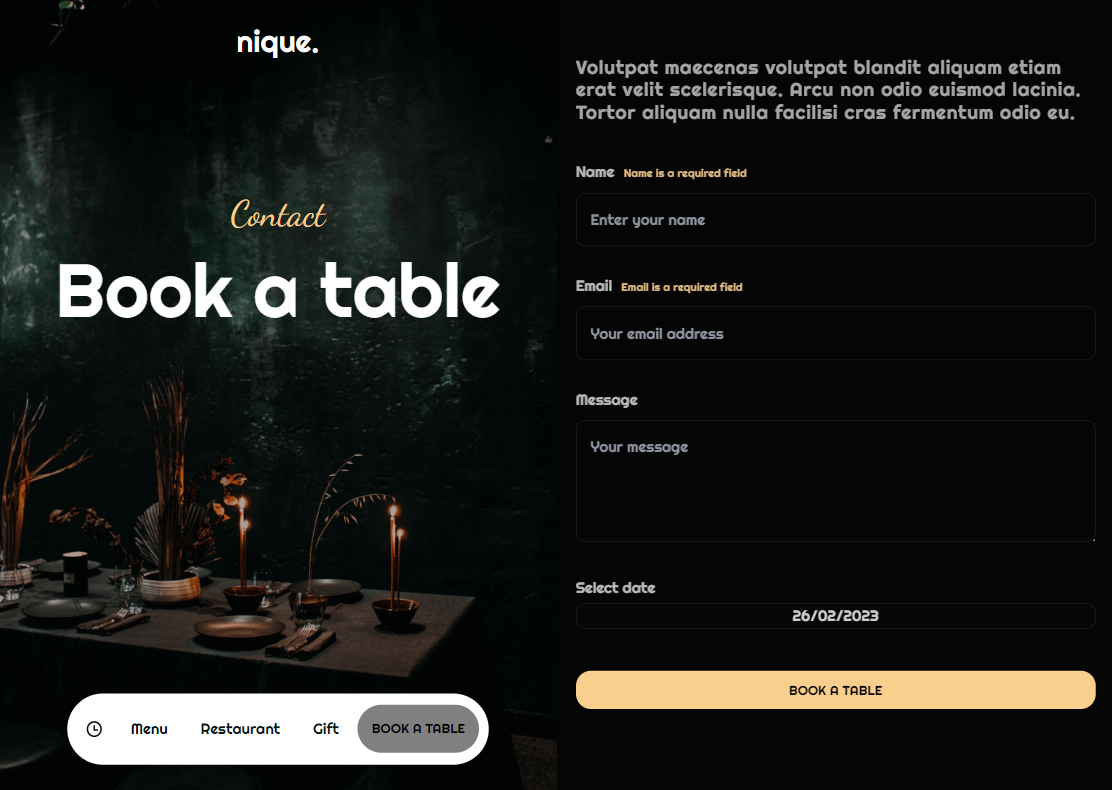 nique.
Contact
Book a table
Menu Restaurant Gift BOOK A TABLE
Volutpat maecenas volutpat blandit aliquam etiam
erat velit scelerisque. Arcu non odio euismod lacinia.
Tortor aliquam nulla facilisi cras fermentum odio eu.
Name Name is a required field
Enter your name
Email Email is a required field
Your email address
Message
Your message
Select date
26/02/2023
BOOK A TABLE